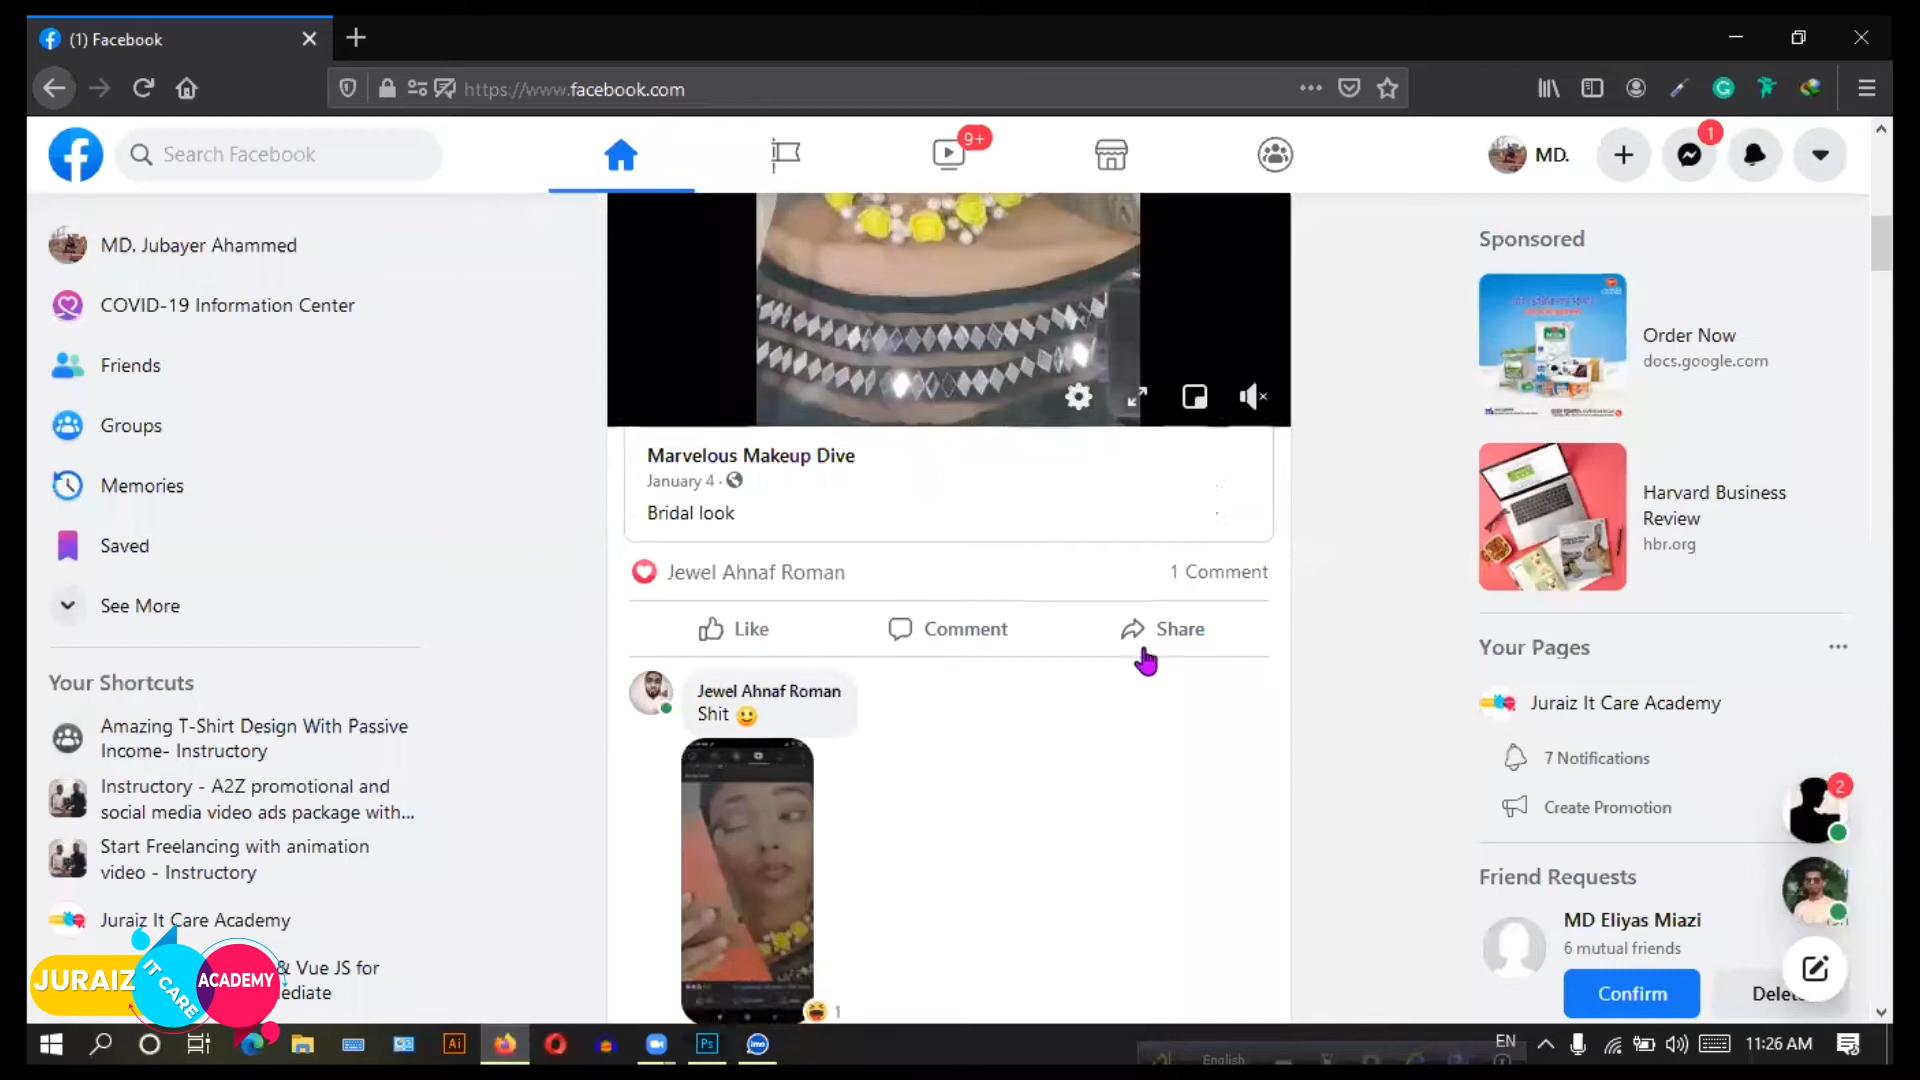 (1) Facebook
https://www.facebook.com
Search Facebook
9+
MD.
1
MD. Jubayer Ahammed
COVID-19 Information Center
Friends
Groups
Memories
Saved
See More
Your Shortcuts
Amazing T-Shirt Design With Passive
Income- Instructory
Instructory - A2Z promotional and
social media video ads package with...
Start Freelancing with animation
video - Instructory
Juraiz It Care Academy
& Vue JS for
ediate
JURAIZ
IT CARE
ACADEMY
Marvelous Makeup Dive
January 4 ·
Bridal look
Jewel Ahnaf Roman
1 Comment
Like
Comment
Share
Jewel Ahnaf Roman
Shit
1
Sponsored
Order Now
docs.google.com
Harvard Business
Review
hbr.org
Your Pages
Juraiz It Care Academy
7 Notifications
Create Promotion
2
Friend Requests
MD Eliyas Miazi
6 mutual friends
Confirm
Delet
Ai
Ps
imo
English
EN
11:26 AM